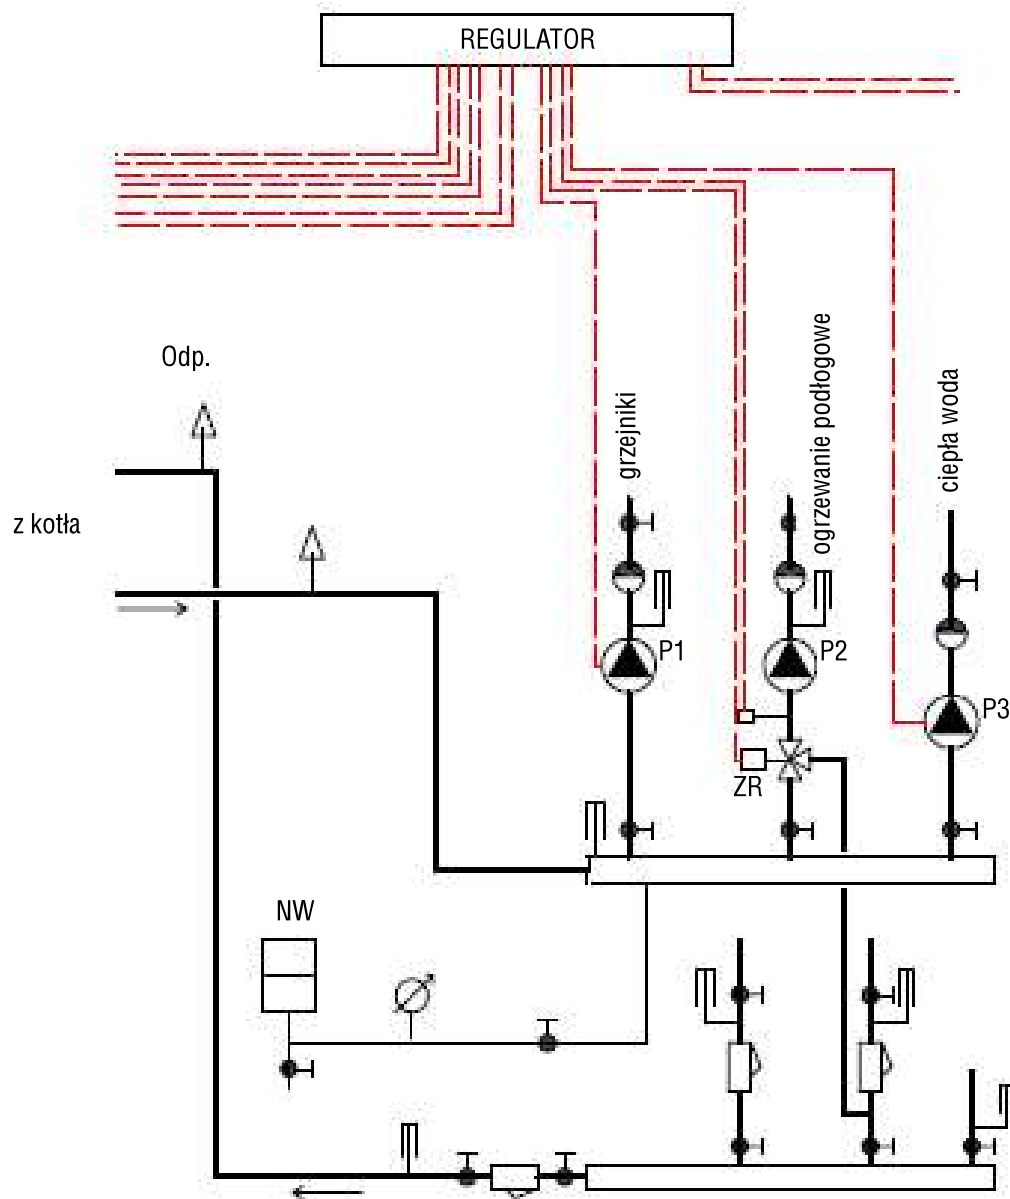 REGULATOR
Odp.
z kotła
grzejniki
ogrzewanie podłogowe
ciepła woda
P1
P2
P3
ZR
NW